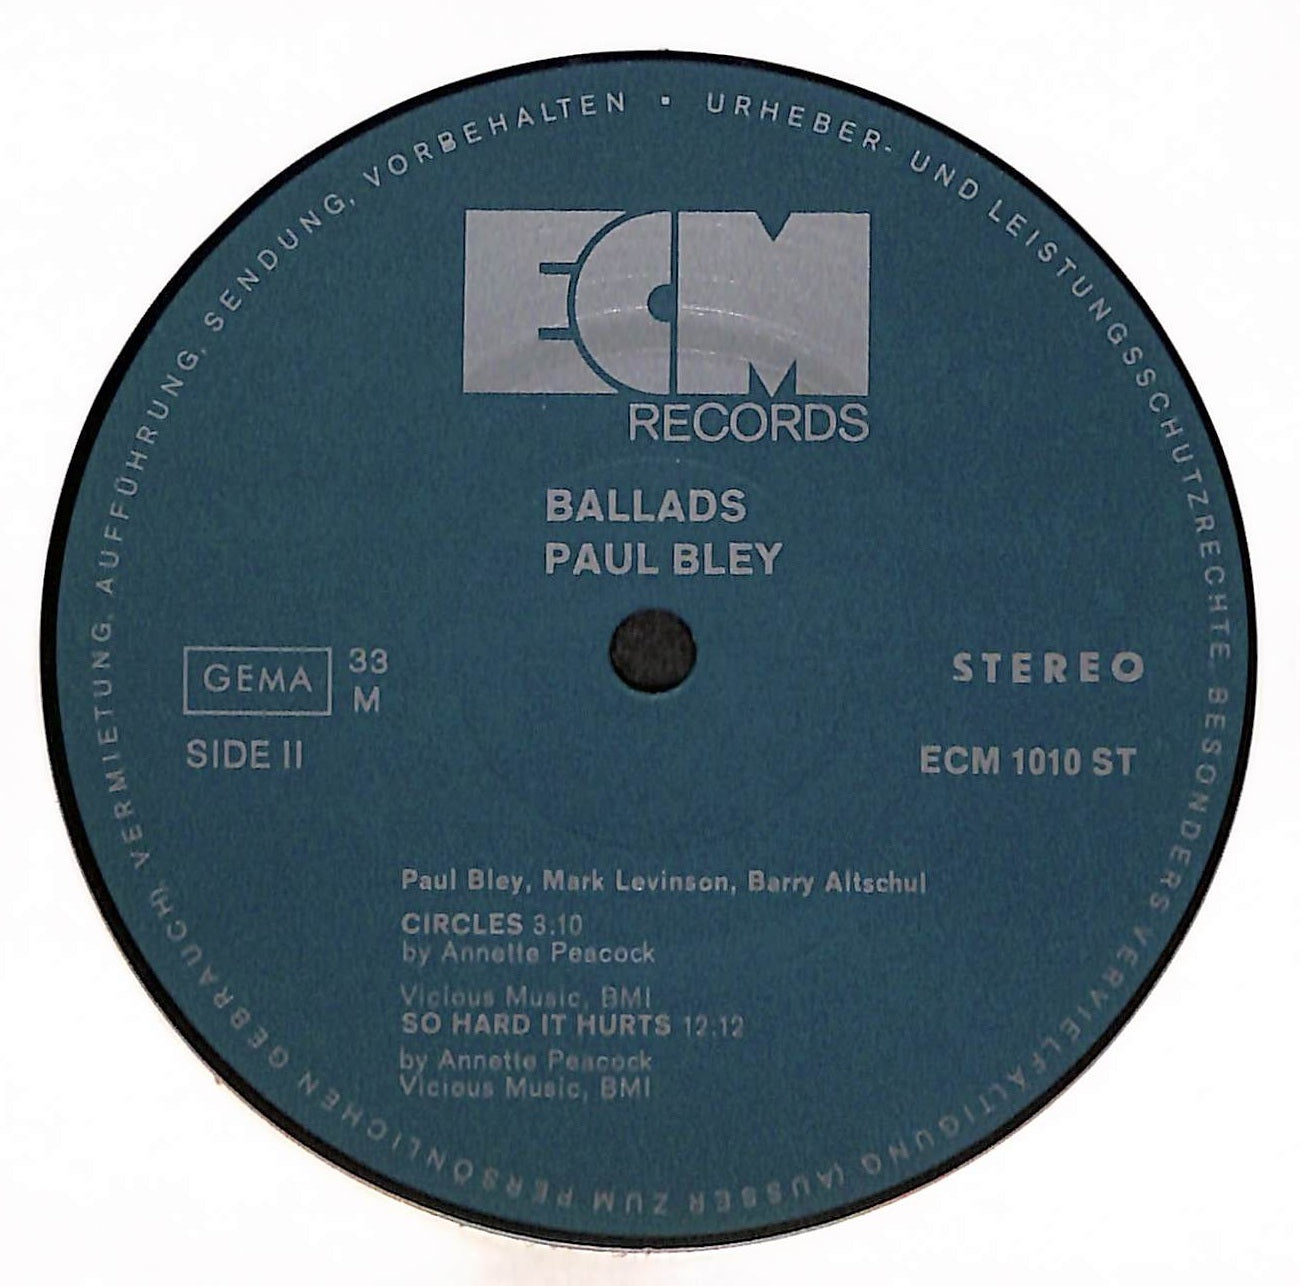 URHEBER- UND LEISTUNGSSCHUTZRECHTE, BESONDERS VERVIELFÄLTIGUNG (AUSSER ZUM PERSÖNLICHEN GEBRAUCH), VERMIETUNG, AUFFÜHRUNG, SENDUNG, VORBEHALTEN ▪
ECM
RECORDS
BALLADS
PAUL BLEY
GEMA 33 STEREO
M
SIDE II ECM 1010 ST
Paul Bley, Mark Levinson, Barry Altschul
CIRCLES 3.10
by Annette Peacock
Vicious Music, BMI
SO HARD IT HURTS 12.12
by Annette Peacock
Vicious Music, BMI